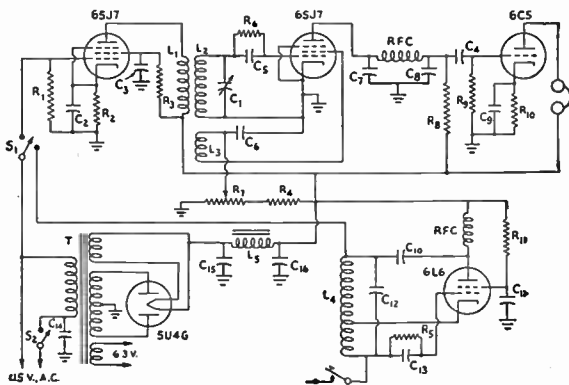 6SJ7
6SJ7
6C5
L1
L2
R6
RFC
C4
C5
C3
R3
C1
C7
C8
R1
C2
R2
R8
R9
C9
R10
S1
L3
C6
R7
R4
RFC
R11
T
C10
6L6
C15
L5
C16
L4
C12
5U4G
C14
S2
R5
C13
6 3 V.
115 V., A.C.